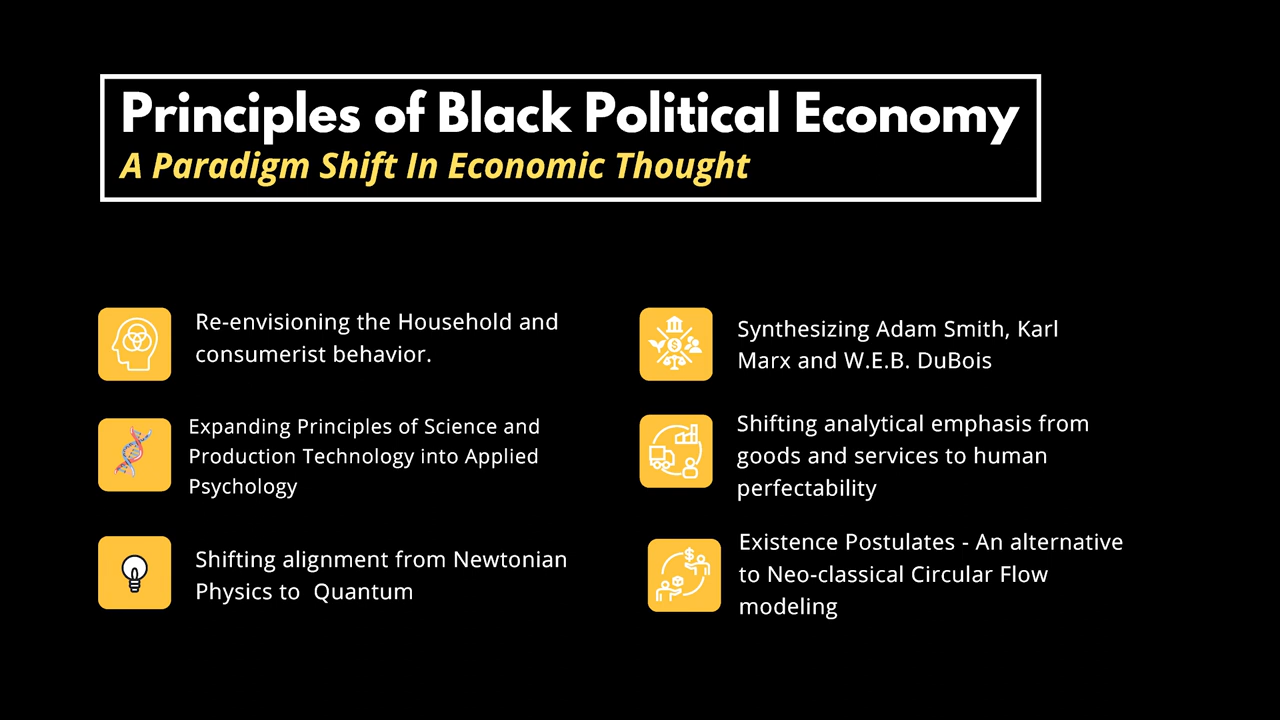 Principles of Black Political Economy
A Paradigm Shift In Economic Thought
Re-envisioning the Household and
consumerist behavior.
Expanding Principles of Science and
Production Technology into Applied
Psychology
Shifting alignment from Newtonian
Physics to  Quantum
Synthesizing Adam Smith, Karl
Marx and W.E.B. DuBois
Shifting analytical emphasis from
goods and services to human
perfectability
Existence Postulates - An alternative
to Neo-classical Circular Flow
modeling